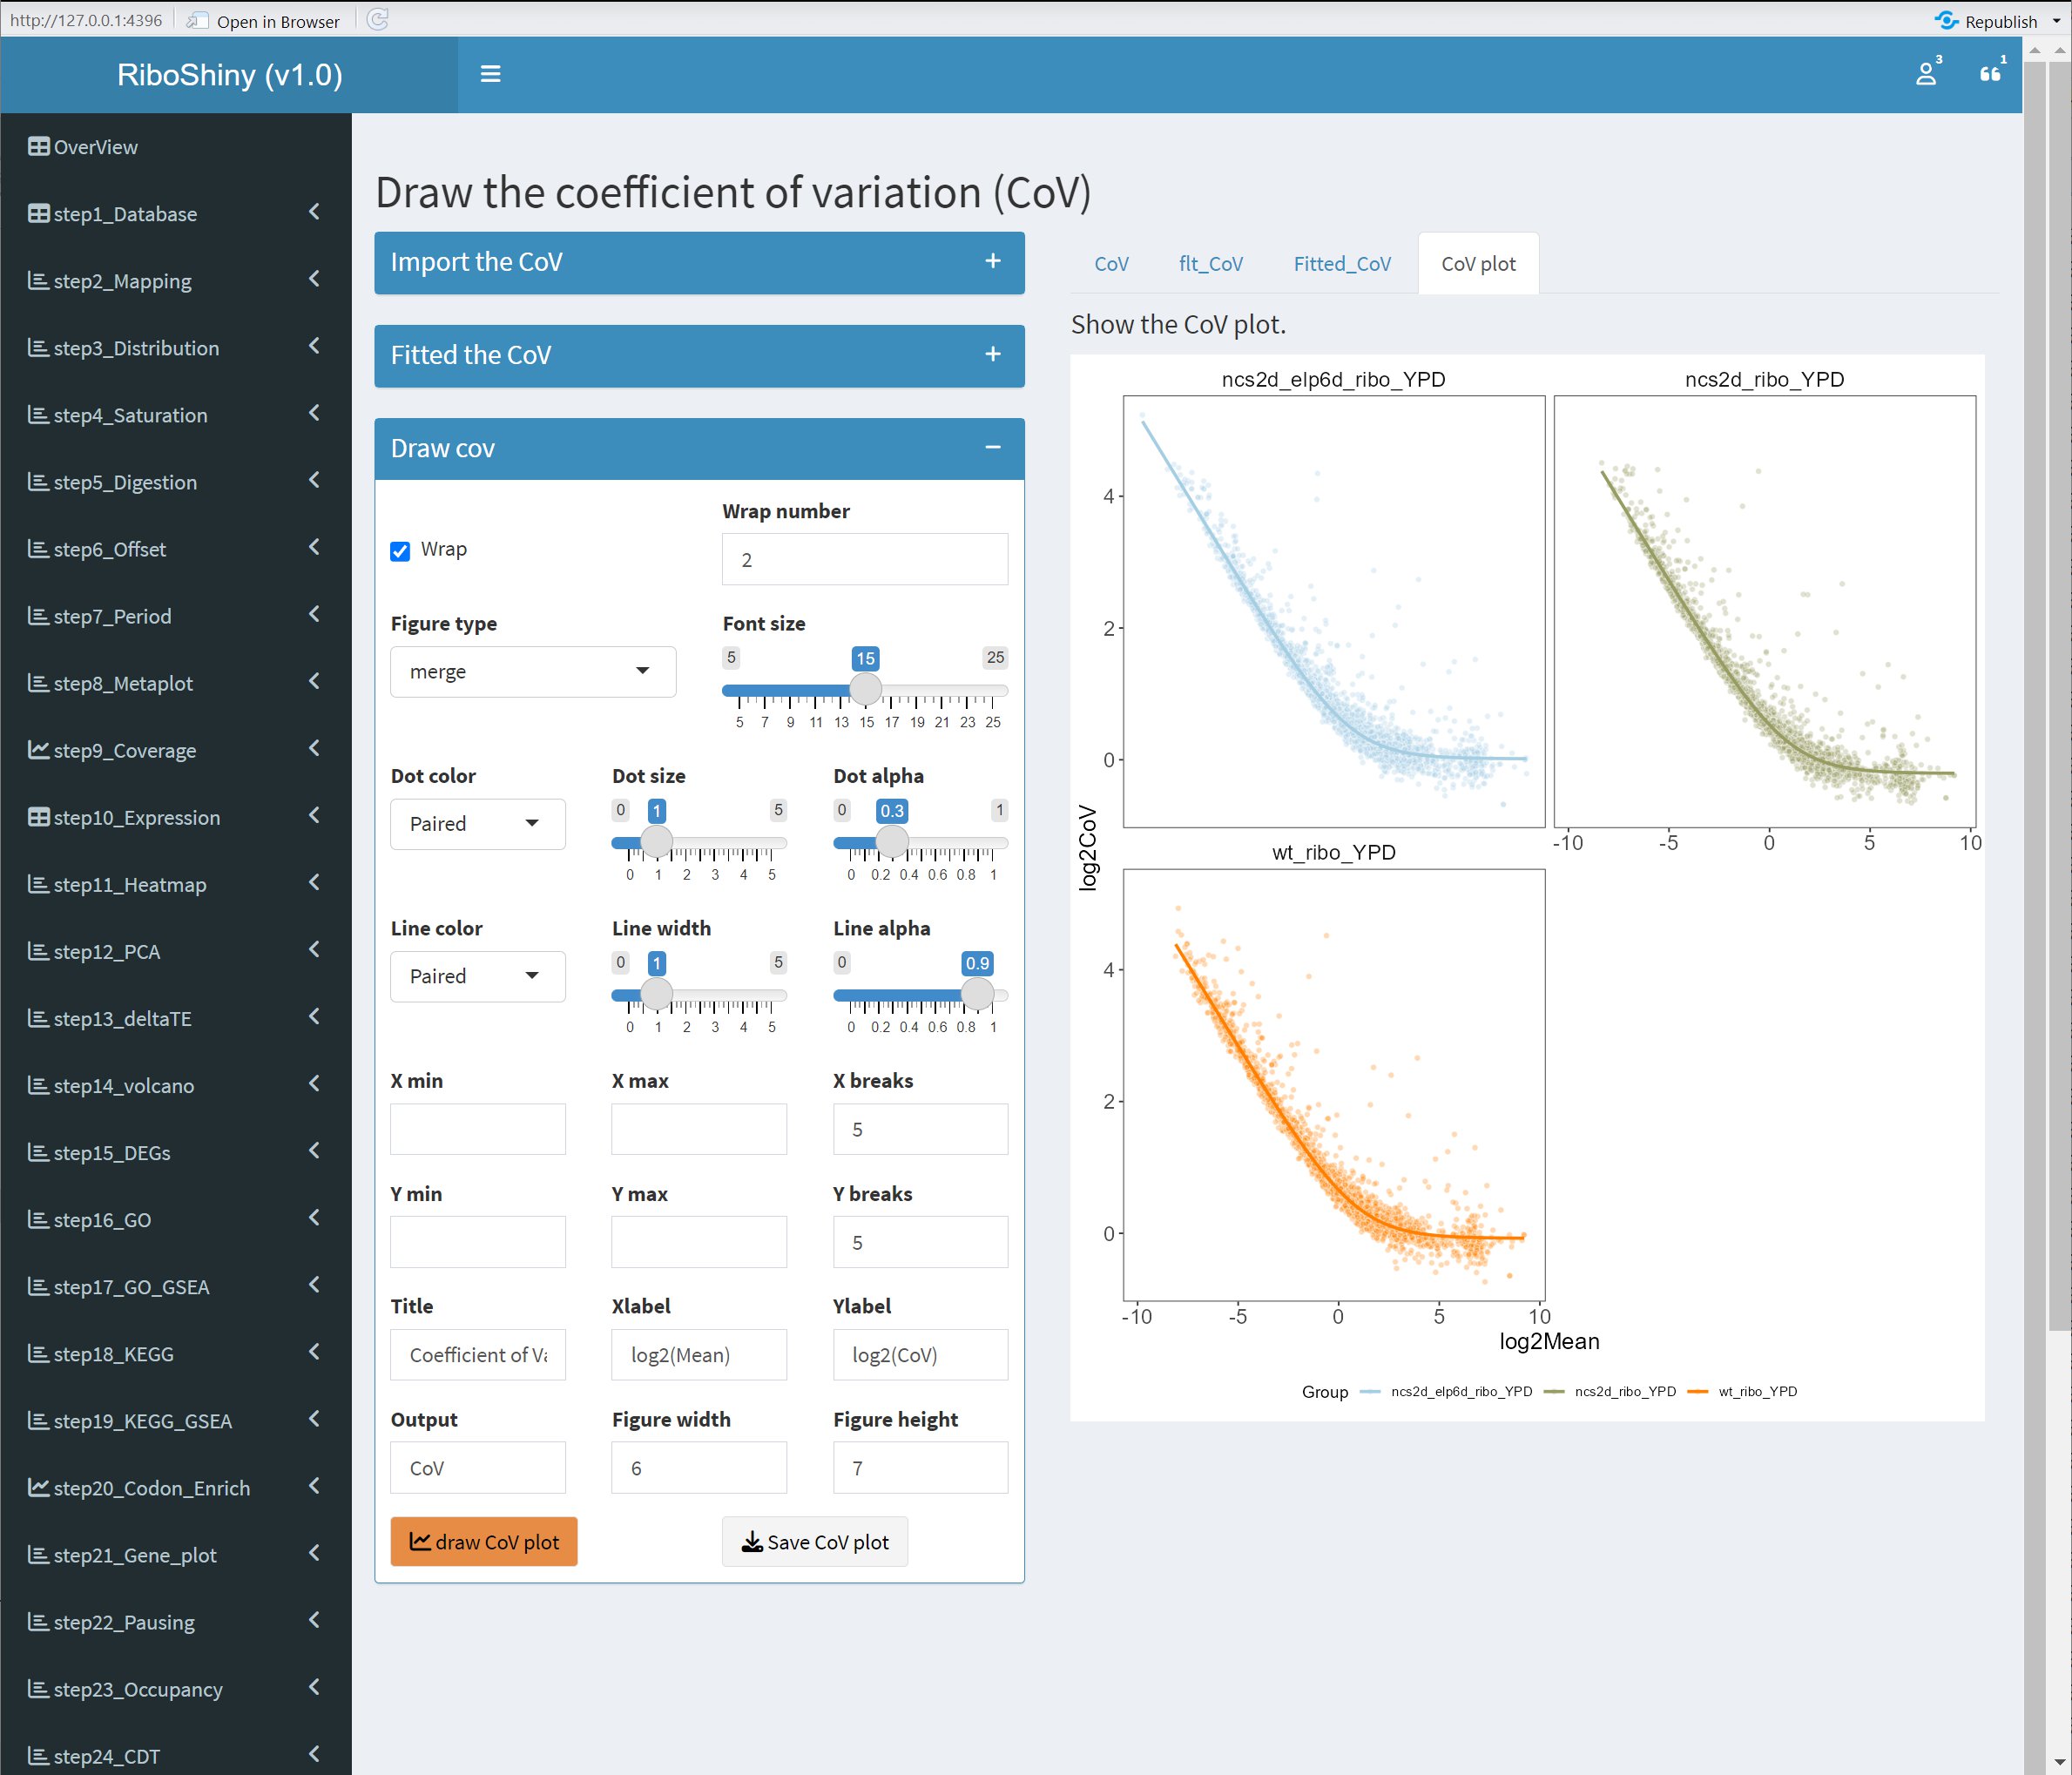 http://127.0.0.1:4396 Open in Browser Republish
RiboShiny (v1.0) 3 1
OverView
step1_Database
step2_Mapping
step3_Distribution
step4_Saturation
step5_Digestion
step6_Offset
step7_Period
step8_Metaplot
step9_Coverage
step10_Expression
step11_Heatmap
step12_PCA
step13_deltaTE
step14_volcano
step15_DEGs
step16_GO
step17_GO_GSEA
step18_KEGG
step19_KEGG_GSEA
step20_Codon_Enrich
step21_Gene_plot
step22_Pausing
step23_Occupancy
step24_CDT
Draw the coefficient of variation (CoV)
Import the CoV +
Fitted the CoV +
Draw cov −
Wrap
Wrap number
2
Figure type
merge
Font size
5 15 25
5 7 9 11 13 15 17 19 21 23 25
Dot color Dot size Dot alpha
Paired
0 1 5
0 1 2 3 4 5
0 0.3 1
0 0.2 0.4 0.6 0.8 1
Line color Line width Line alpha
Paired
0 1 5
0 1 2 3 4 5
0 0.9
0 0.2 0.4 0.6 0.8 1
X min X max X breaks
5
Y min Y max Y breaks
5
Title Xlabel Ylabel
Coefficient of Va log2(Mean) log2(CoV)
Output Figure width Figure height
CoV 6 7
draw CoV plot Save CoV plot
CoV flt_CoV Fitted_CoV CoV plot
Show the CoV plot.
ncs2d_elp6d_ribo_YPD ncs2d_ribo_YPD
4
2
0
-10 -5 0 5 10
log2CoV
wt_ribo_YPD
4
2
0
-10 -5 0 5 10
log2Mean
Group ncs2d_elp6d_ribo_YPD ncs2d_ribo_YPD wt_ribo_YPD